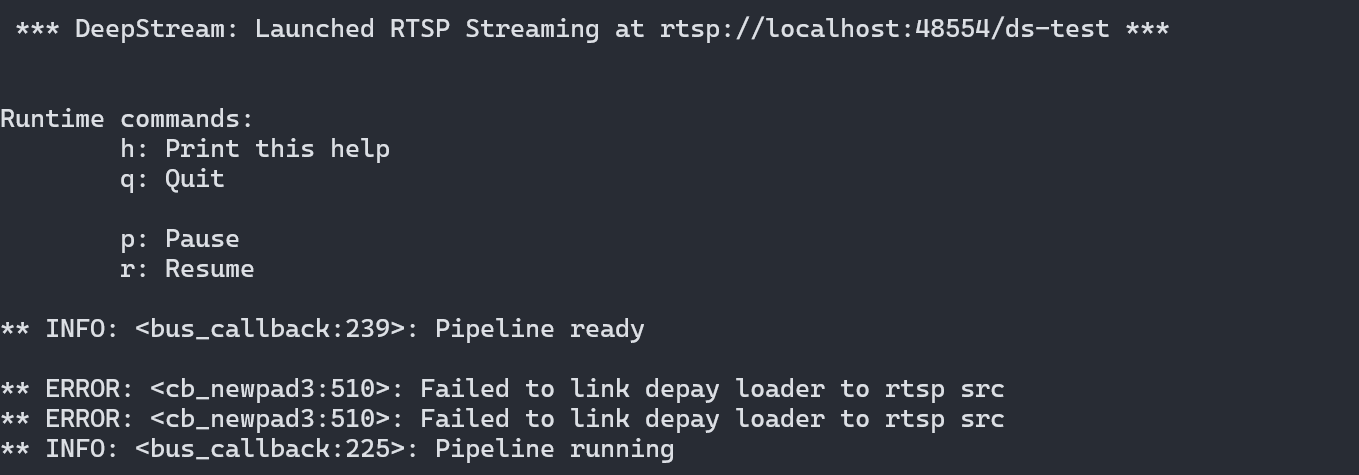 *** DeepStream: Launched RTSP Streaming at rtsp://localhost:48554/ds-test ***
Runtime commands:
h: Print this help
q: Quit
p: Pause
r: Resume
** INFO: <bus_callback:239>: Pipeline ready
** ERROR: <cb_newpad3:510>: Failed to link depay loader to rtsp src
** ERROR: <cb_newpad3:510>: Failed to link depay loader to rtsp src
** INFO: <bus_callback:225>: Pipeline running